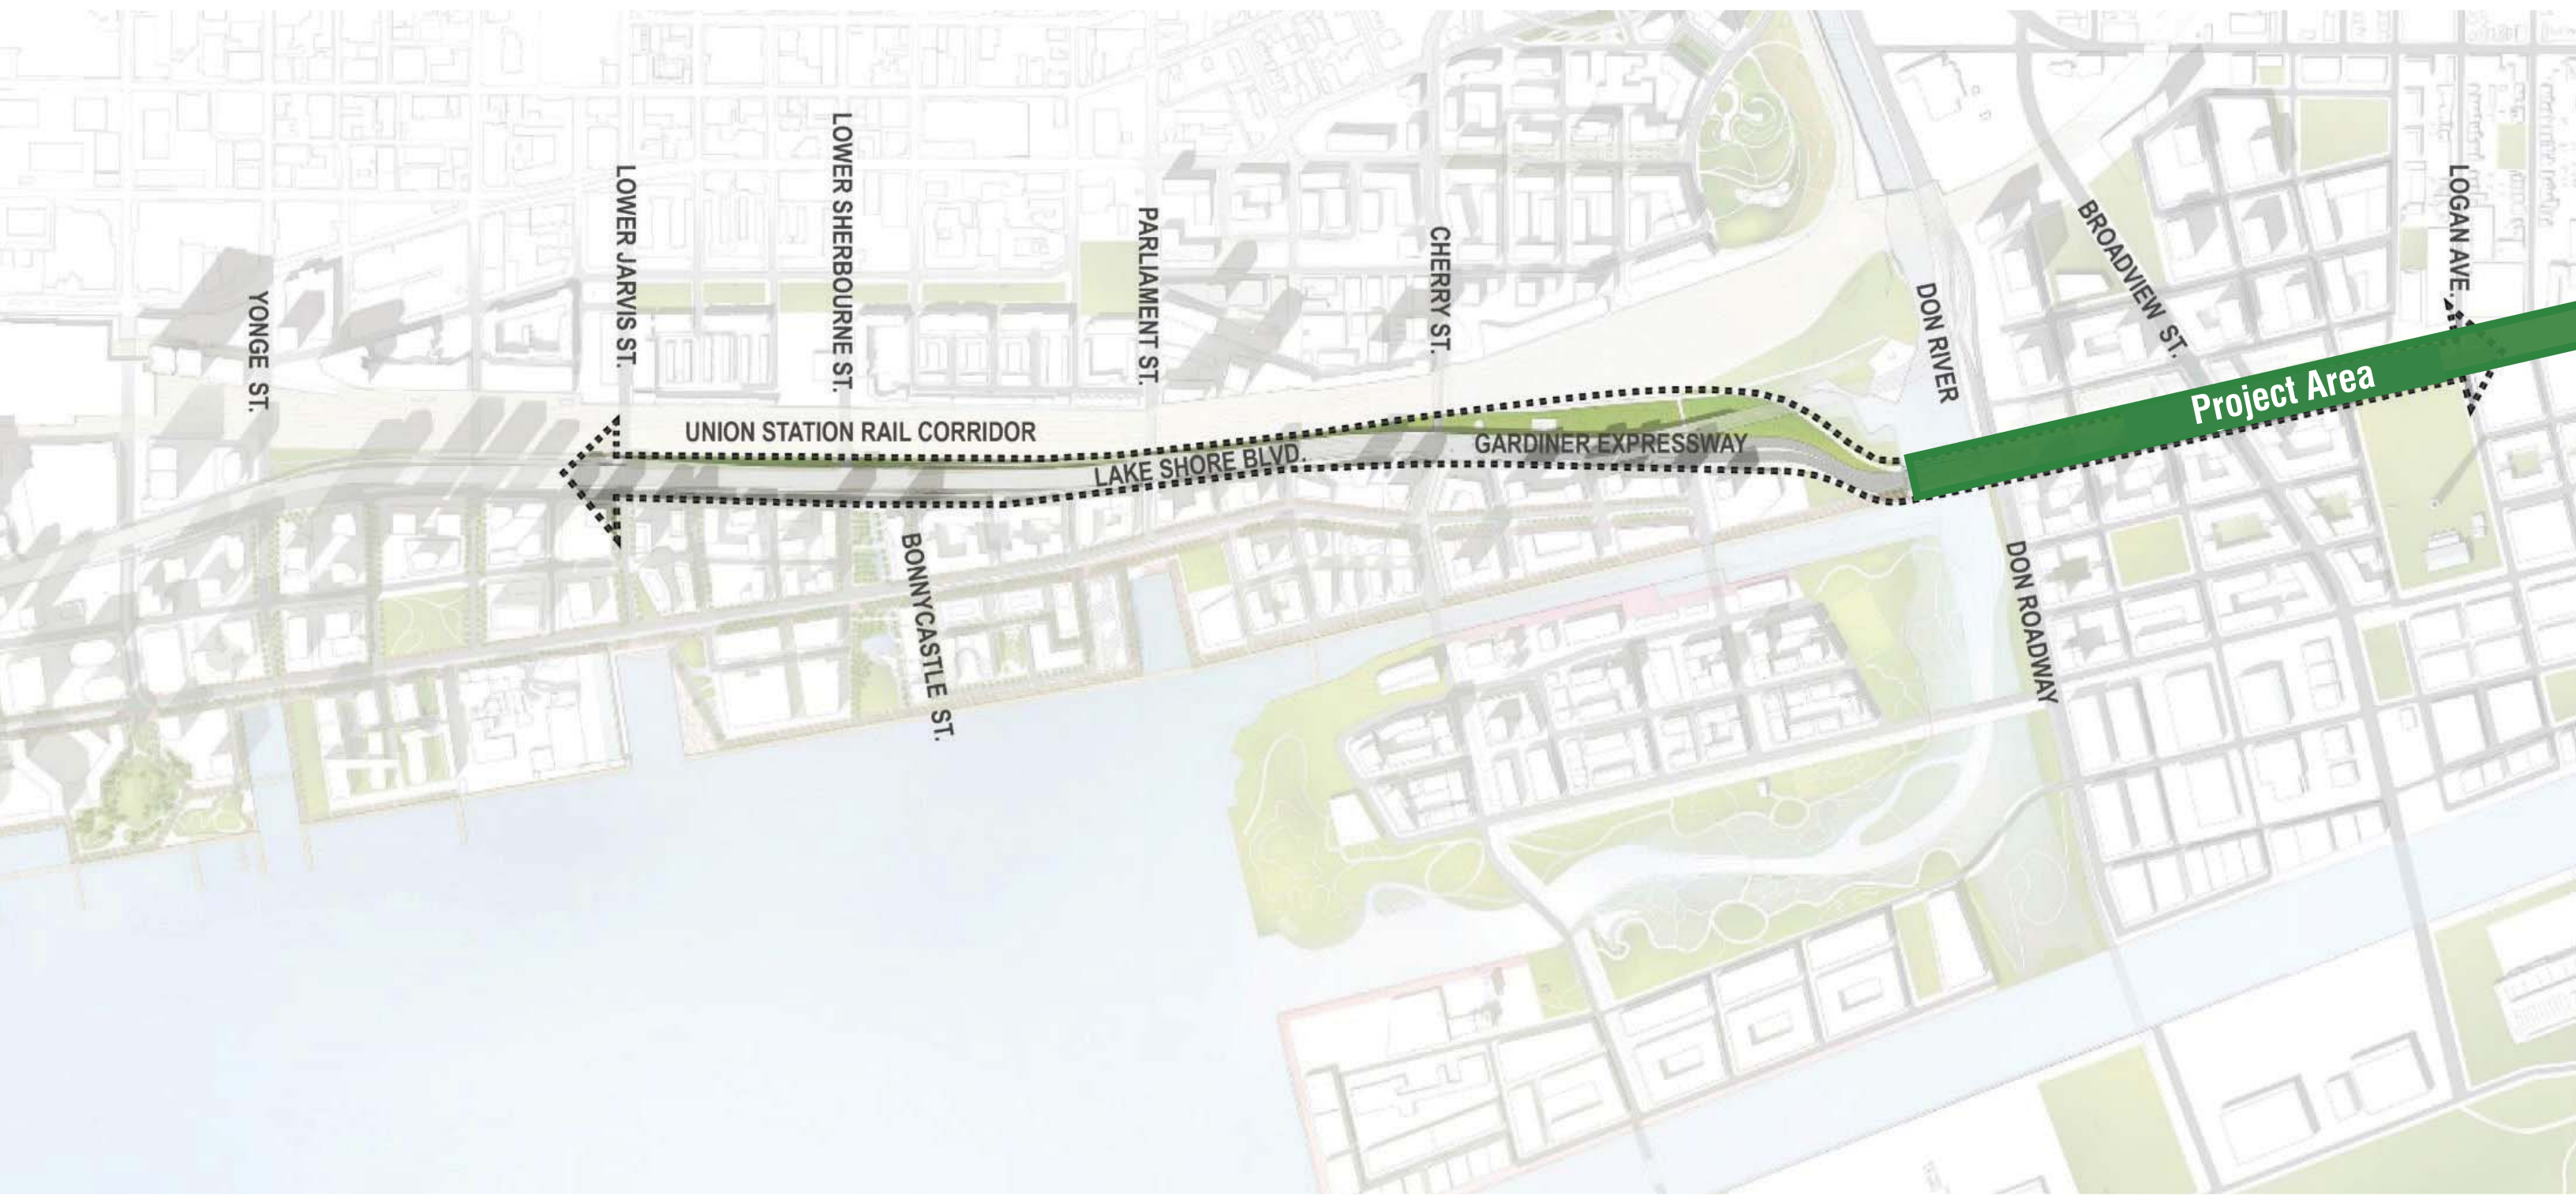 YONGE ST.
LOWER JARVIS ST.
LOWER SHERBOURNE ST.
PARLIAMENT ST.
CHERRY ST.
DON RIVER
BROADVIEW ST.
LOGAN AVE.
Project Area
UNION STATION RAIL CORRIDOR
LAKE SHORE BLVD.
GARDINER EXPRESSWAY
BONNYCASTLE ST.
DON ROADWAY